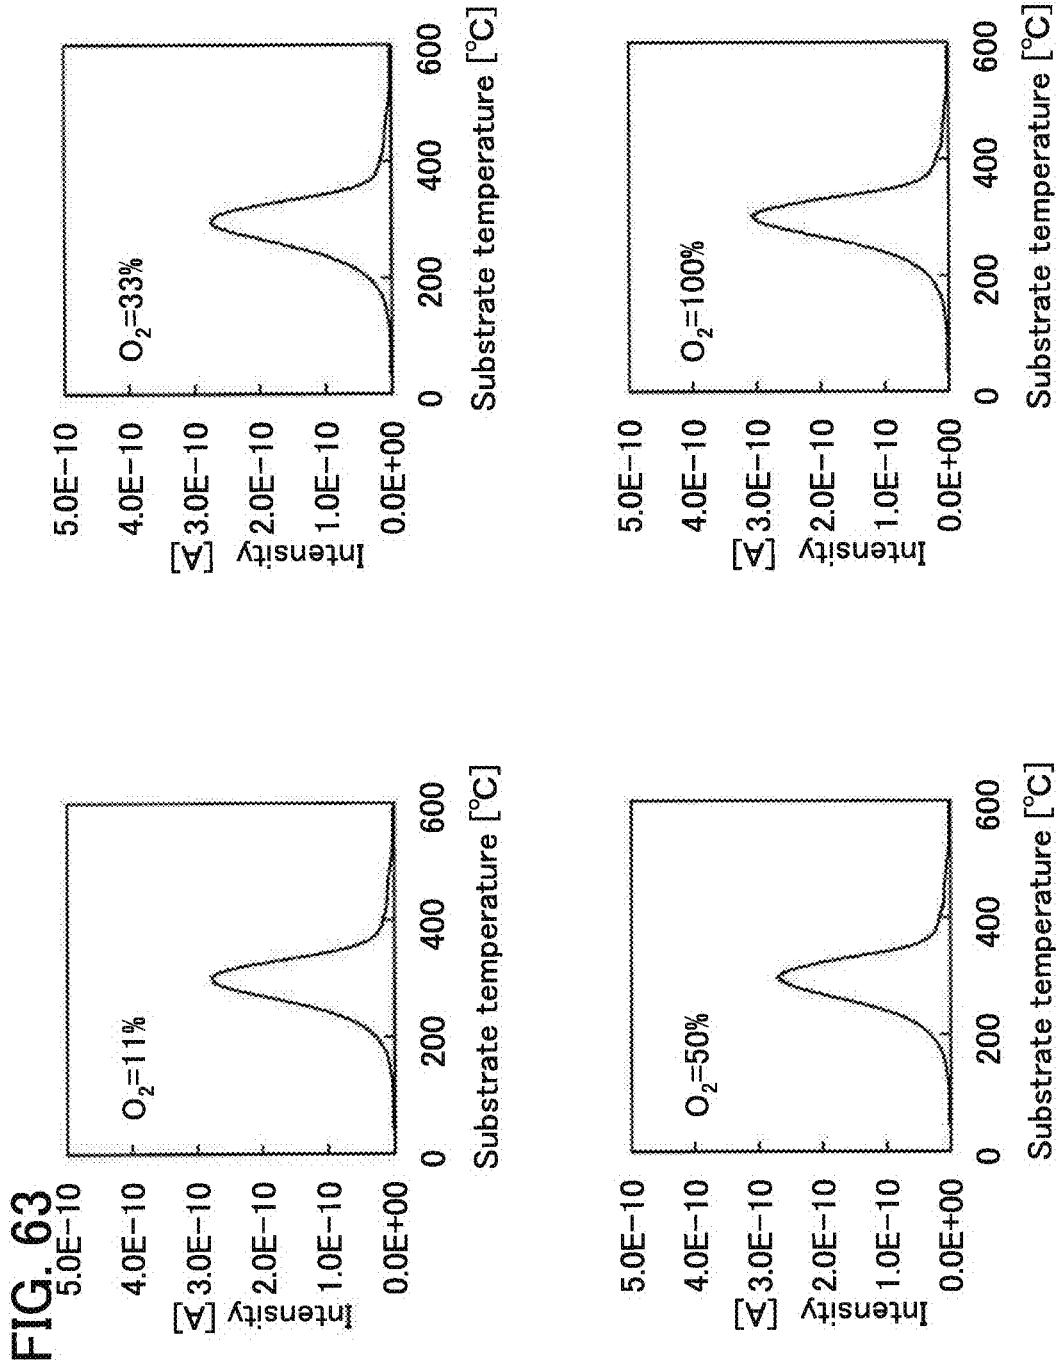 FIG. 63
O2=11%
Intensity [A]
5.0E-10
4.0E-10
3.0E-10
2.0E-10
1.0E-10
0.0E+00
0 200 400 600
Substrate temperature [°C]
O2=33%
Intensity [A]
5.0E-10
4.0E-10
3.0E-10
2.0E-10
1.0E-10
0.0E+00
0 200 400 600
Substrate temperature [°C]
O2=50%
Intensity [A]
5.0E-10
4.0E-10
3.0E-10
2.0E-10
1.0E-10
0.0E+00
0 200 400 600
Substrate temperature [°C]
O2=100%
Intensity [A]
5.0E-10
4.0E-10
3.0E-10
2.0E-10
1.0E-10
0.0E+00
0 200 400 600
Substrate temperature [°C]